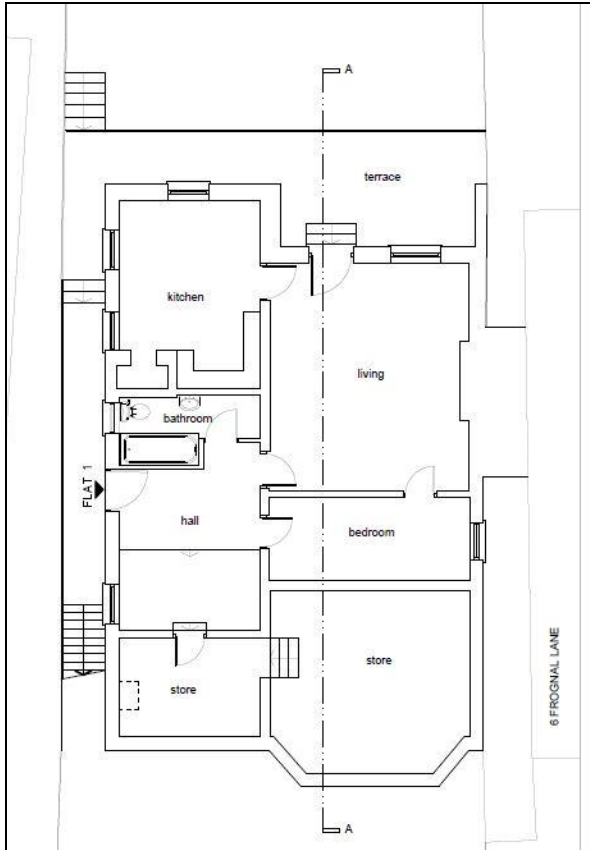 A
terrace
kitchen
living
bathroom
FLAT 1
hall
bedroom
store
store
6 FROGNAL LANE
A